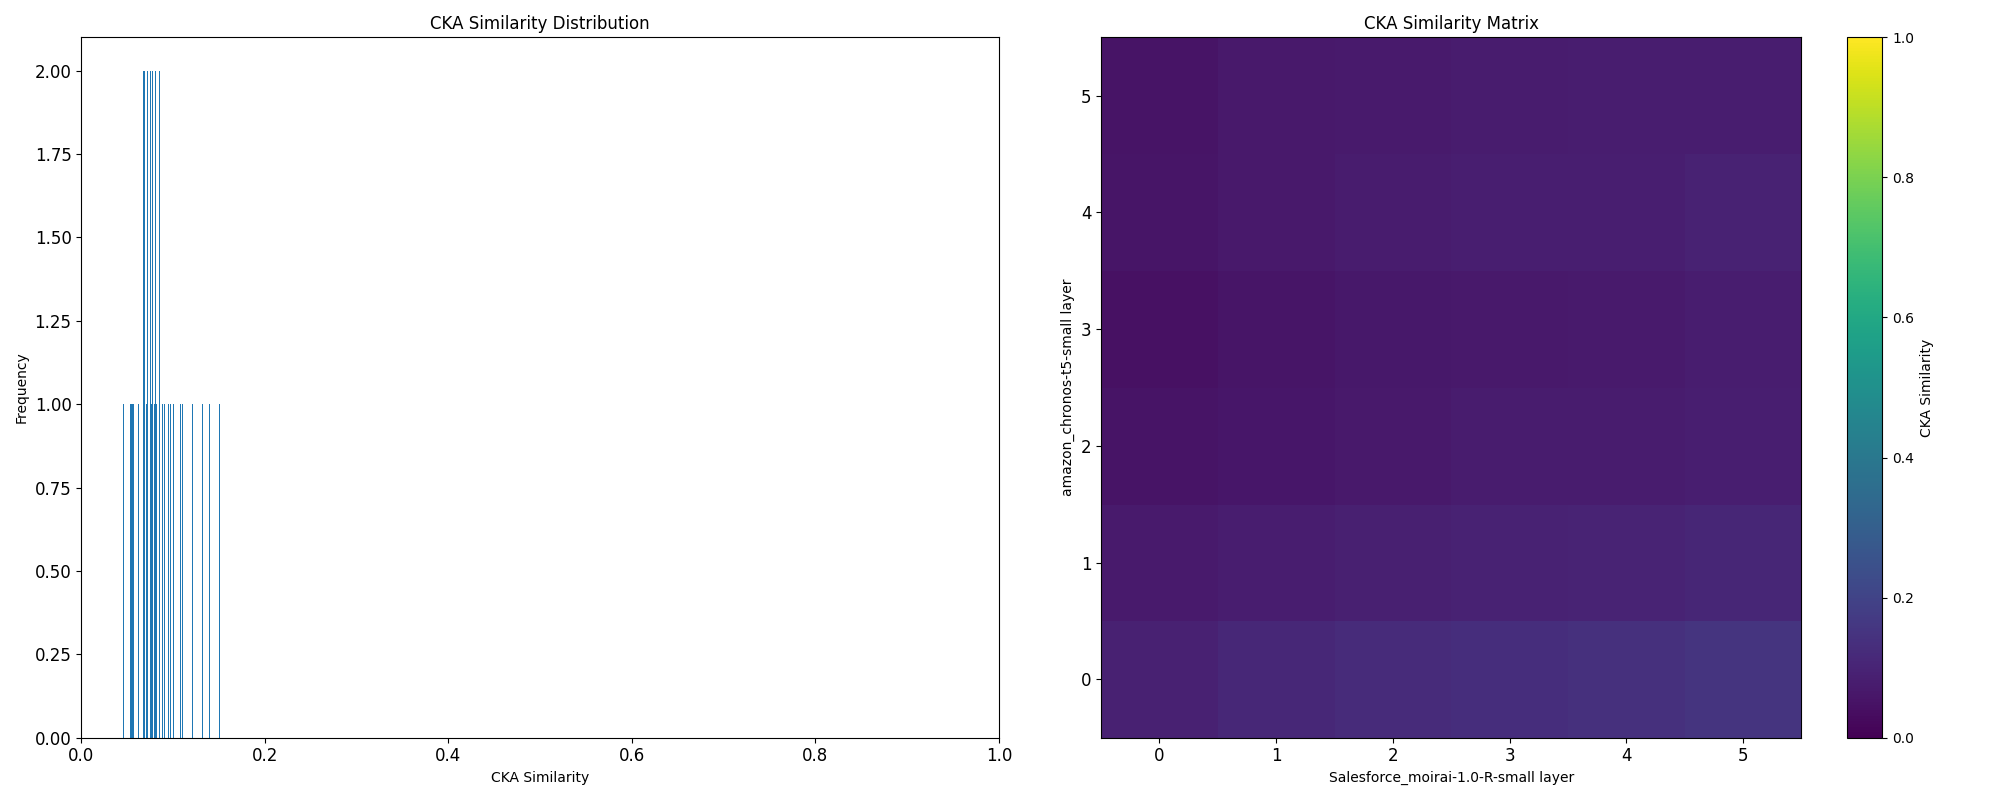 CKA Similarity Distribution
2.00
1.75
1.50
1.25
1.00
0.75
0.50
0.25
0.00
Frequency
0.0 0.2 0.4 0.6 0.8 1.0
CKA Similarity
CKA Similarity Matrix
5
4
3
2
1
0
amazon_chronos-t5-small layer
0 1 2 3 4 5
Salesforce_moirai-1.0-R-small layer
1.0
0.8
0.6
0.4
0.2
0.0
CKA Similarity